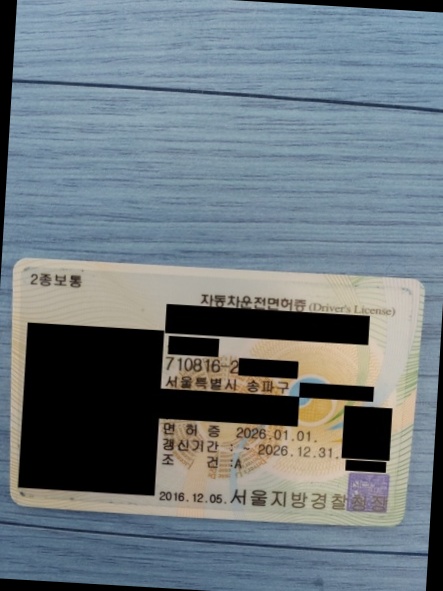 2종보통
자동차운전면허증 (Driver's License)
710816-2
서울특별시 송파구
면 허 증 2026.01.01.
갱신기간 : ~ 2026.12.31.
조 건 :A
2016.12.05. 서울지방경찰청장